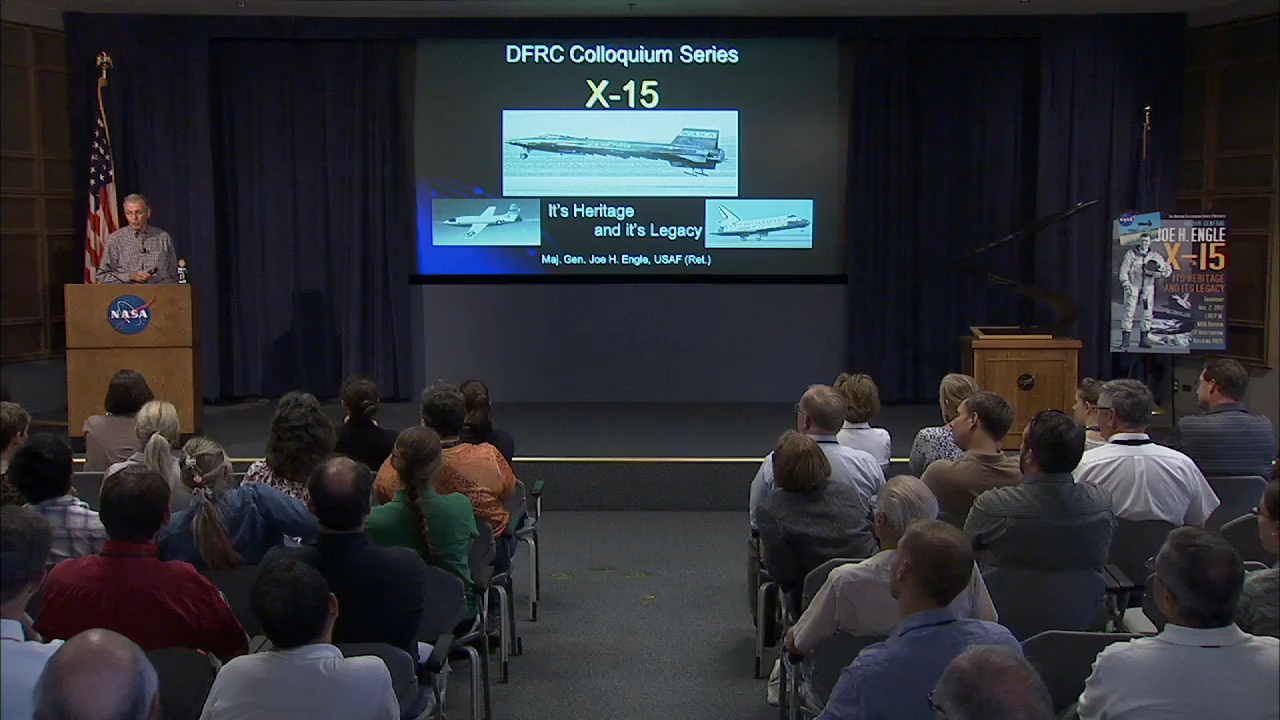 DFRC Colloquium Series
X-15
It's Heritage
and it's Legacy
Maj. Gen. Joe H. Engle, USAF (Ret.)
NASA
JOE H. ENGLE
X-15
ITS HERITAGE
AND ITS LEGACY